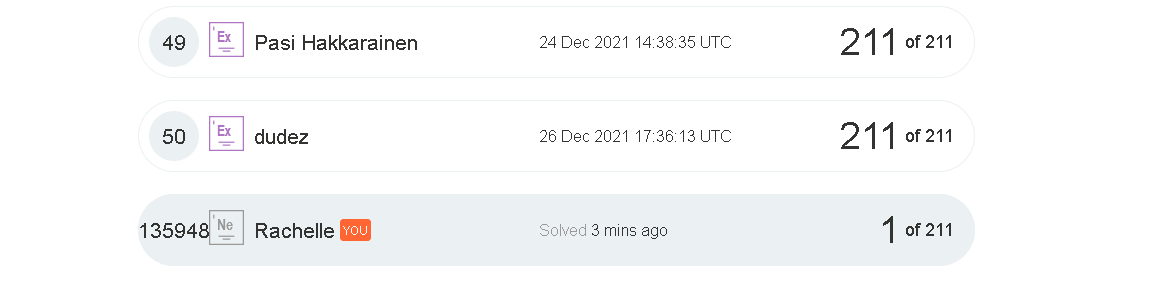 49 'Ex Pasi Hakkarainen 24 Dec 2021 14:38:35 UTC 211 of 211
50 'Ex dudez 26 Dec 2021 17:36:13 UTC 211 of 211
135948 'Ne Rachelle YOU Solved 3 mins ago 1 of 211